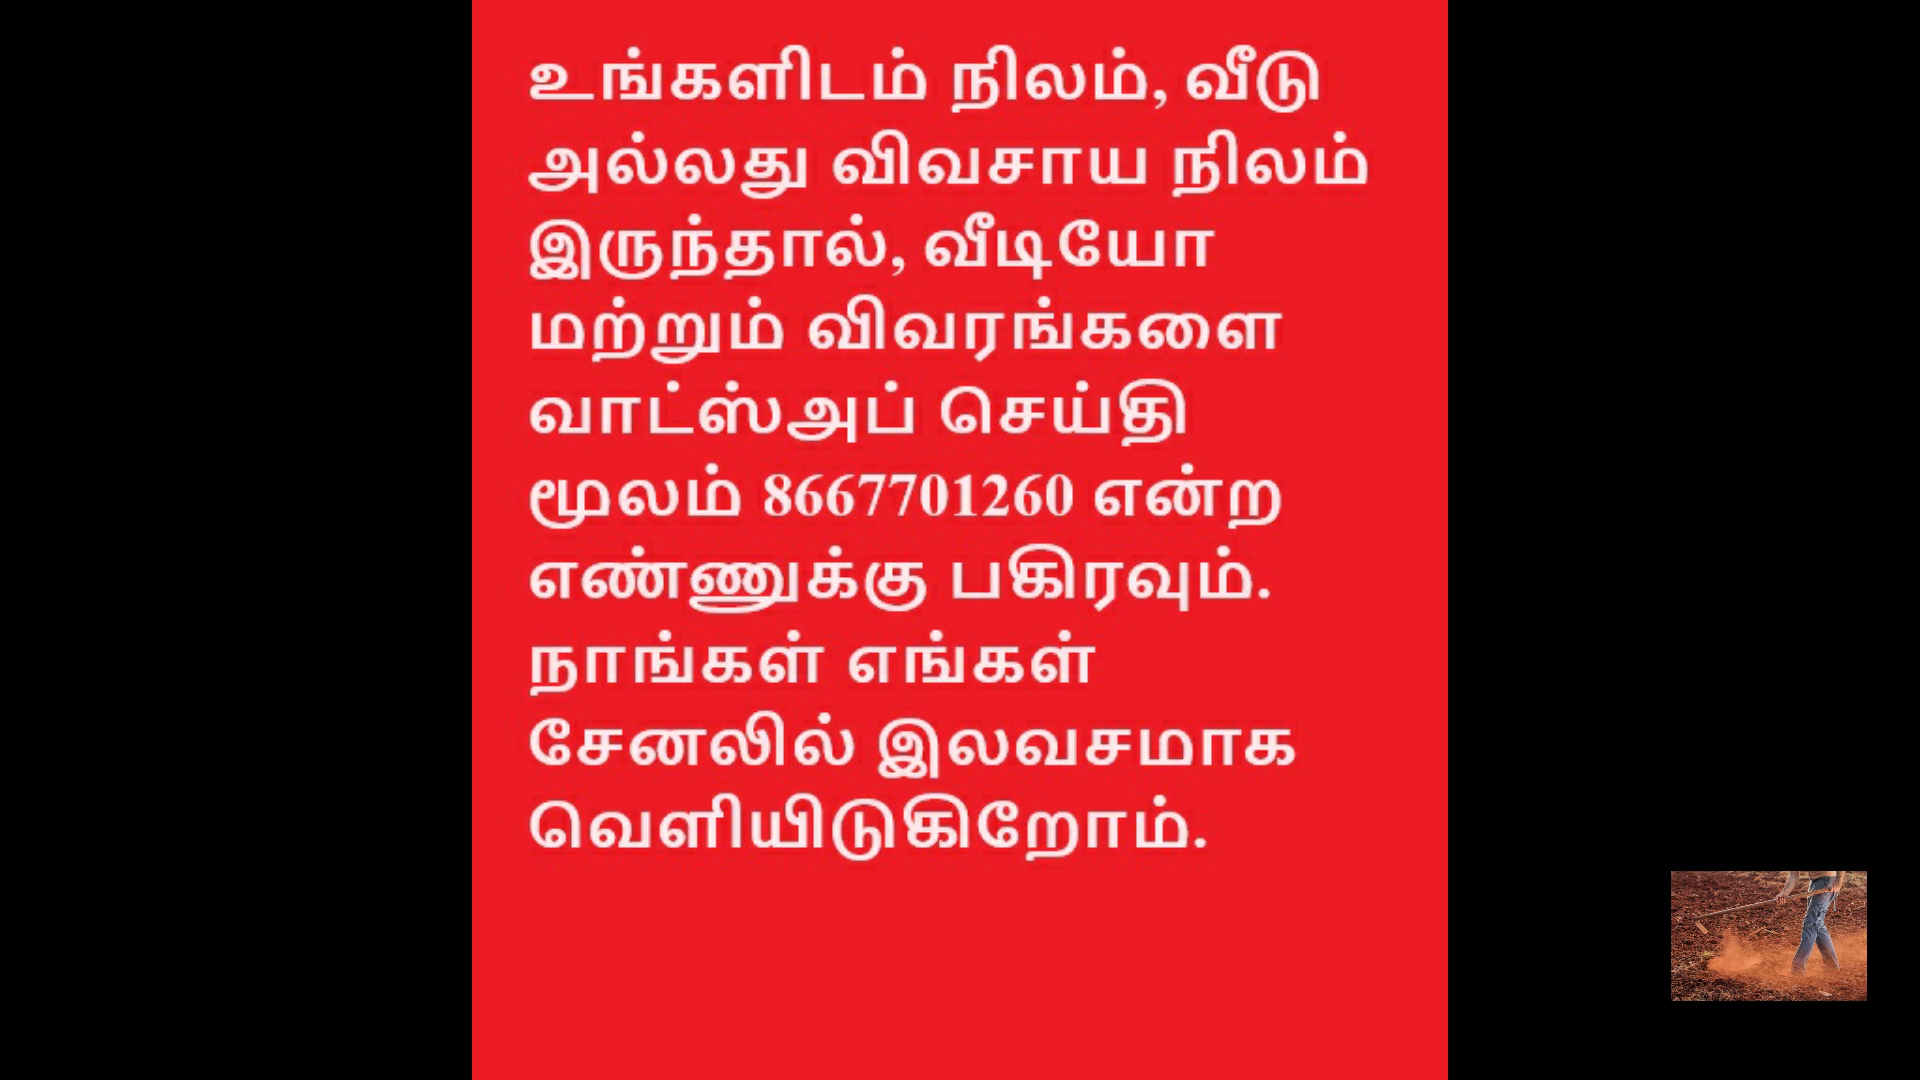 உங்களிடம் நிலம், வீடு
அல்லது விவசாய நிலம்
இருந்தால், வீடியோ
மற்றும் விவரங்களை
வாட்ஸ்அப் செய்தி
மூலம் 8667701260 என்ற
எண்ணுக்கு பகிரவும்.
நாங்கள் எங்கள்
சேனலில் இலவசமாக
வெளியிடுகிறோம்.